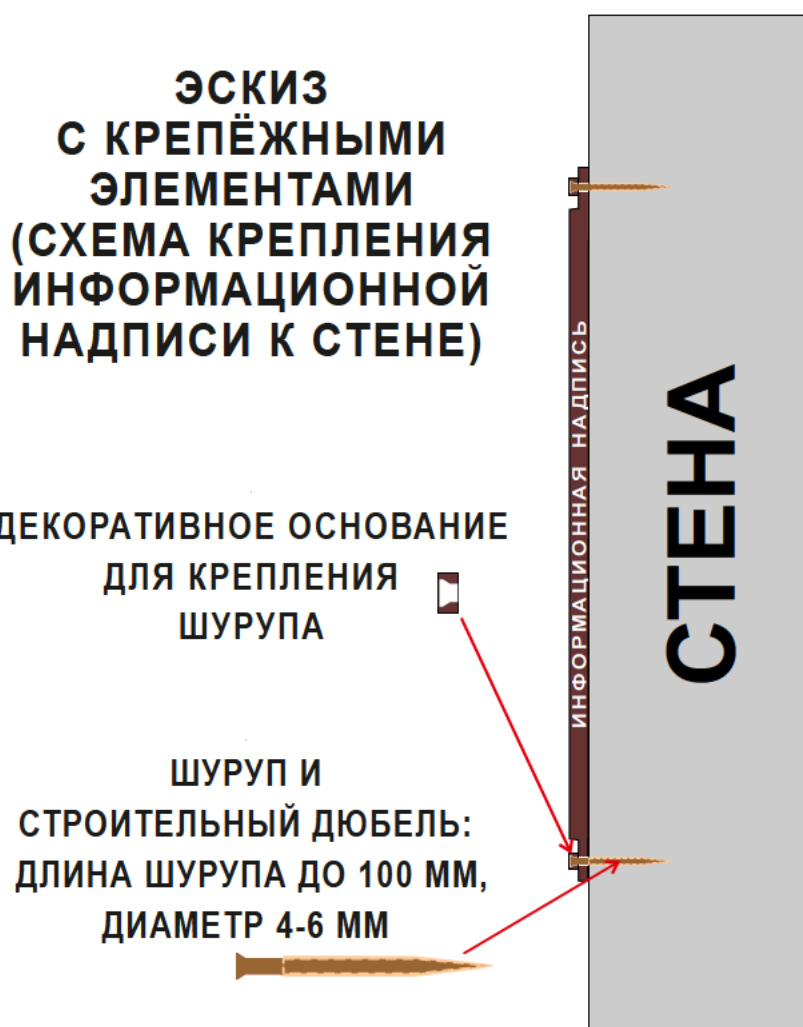 ЭСКИЗ
С КРЕПЁЖНЫМИ
ЭЛЕМЕНТАМИ
(СХЕМА КРЕПЛЕНИЯ
ИНФОРМАЦИОННОЙ
НАДПИСИ К СТЕНЕ)
ДЕКОРАТИВНОЕ ОСНОВАНИЕ
ДЛЯ КРЕПЛЕНИЯ
ШУРУПА
ШУРУП И
СТРОИТЕЛЬНЫЙ ДЮБЕЛЬ:
ДЛИНА ШУРУПА ДО 100 ММ,
ДИАМЕТР 4-6 ММ
ИНФОРМАЦИОННАЯ НАДПИСЬ
СТЕНА